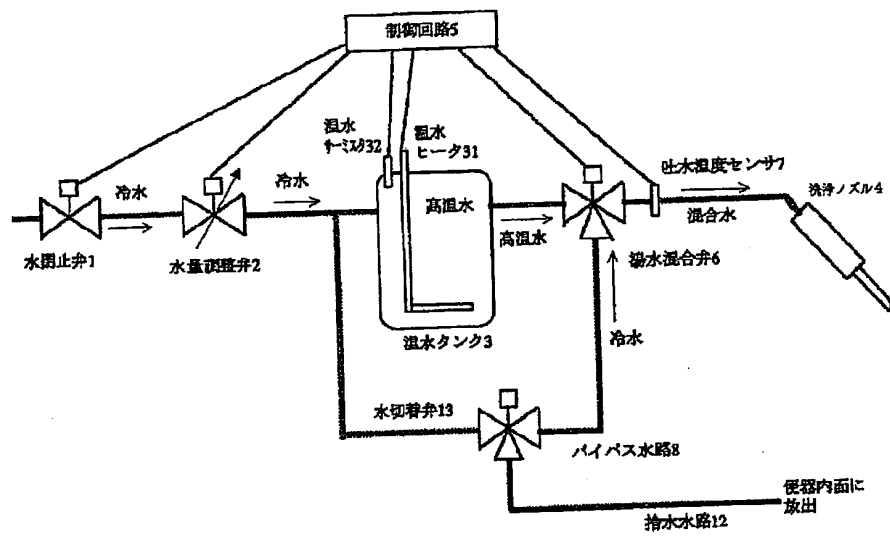 制御回路5
温水
サーミスタ32
温水
ヒータ31
吐水温度センサ7
冷水
冷水
高温水
高温水
混合水
洗浄ノズル4
水閉止弁1
水量調整弁2
湯水混合弁6
温水タンク3
冷水
水切替弁13
バイパス水路8
便器内面に
放出
捨水水路12